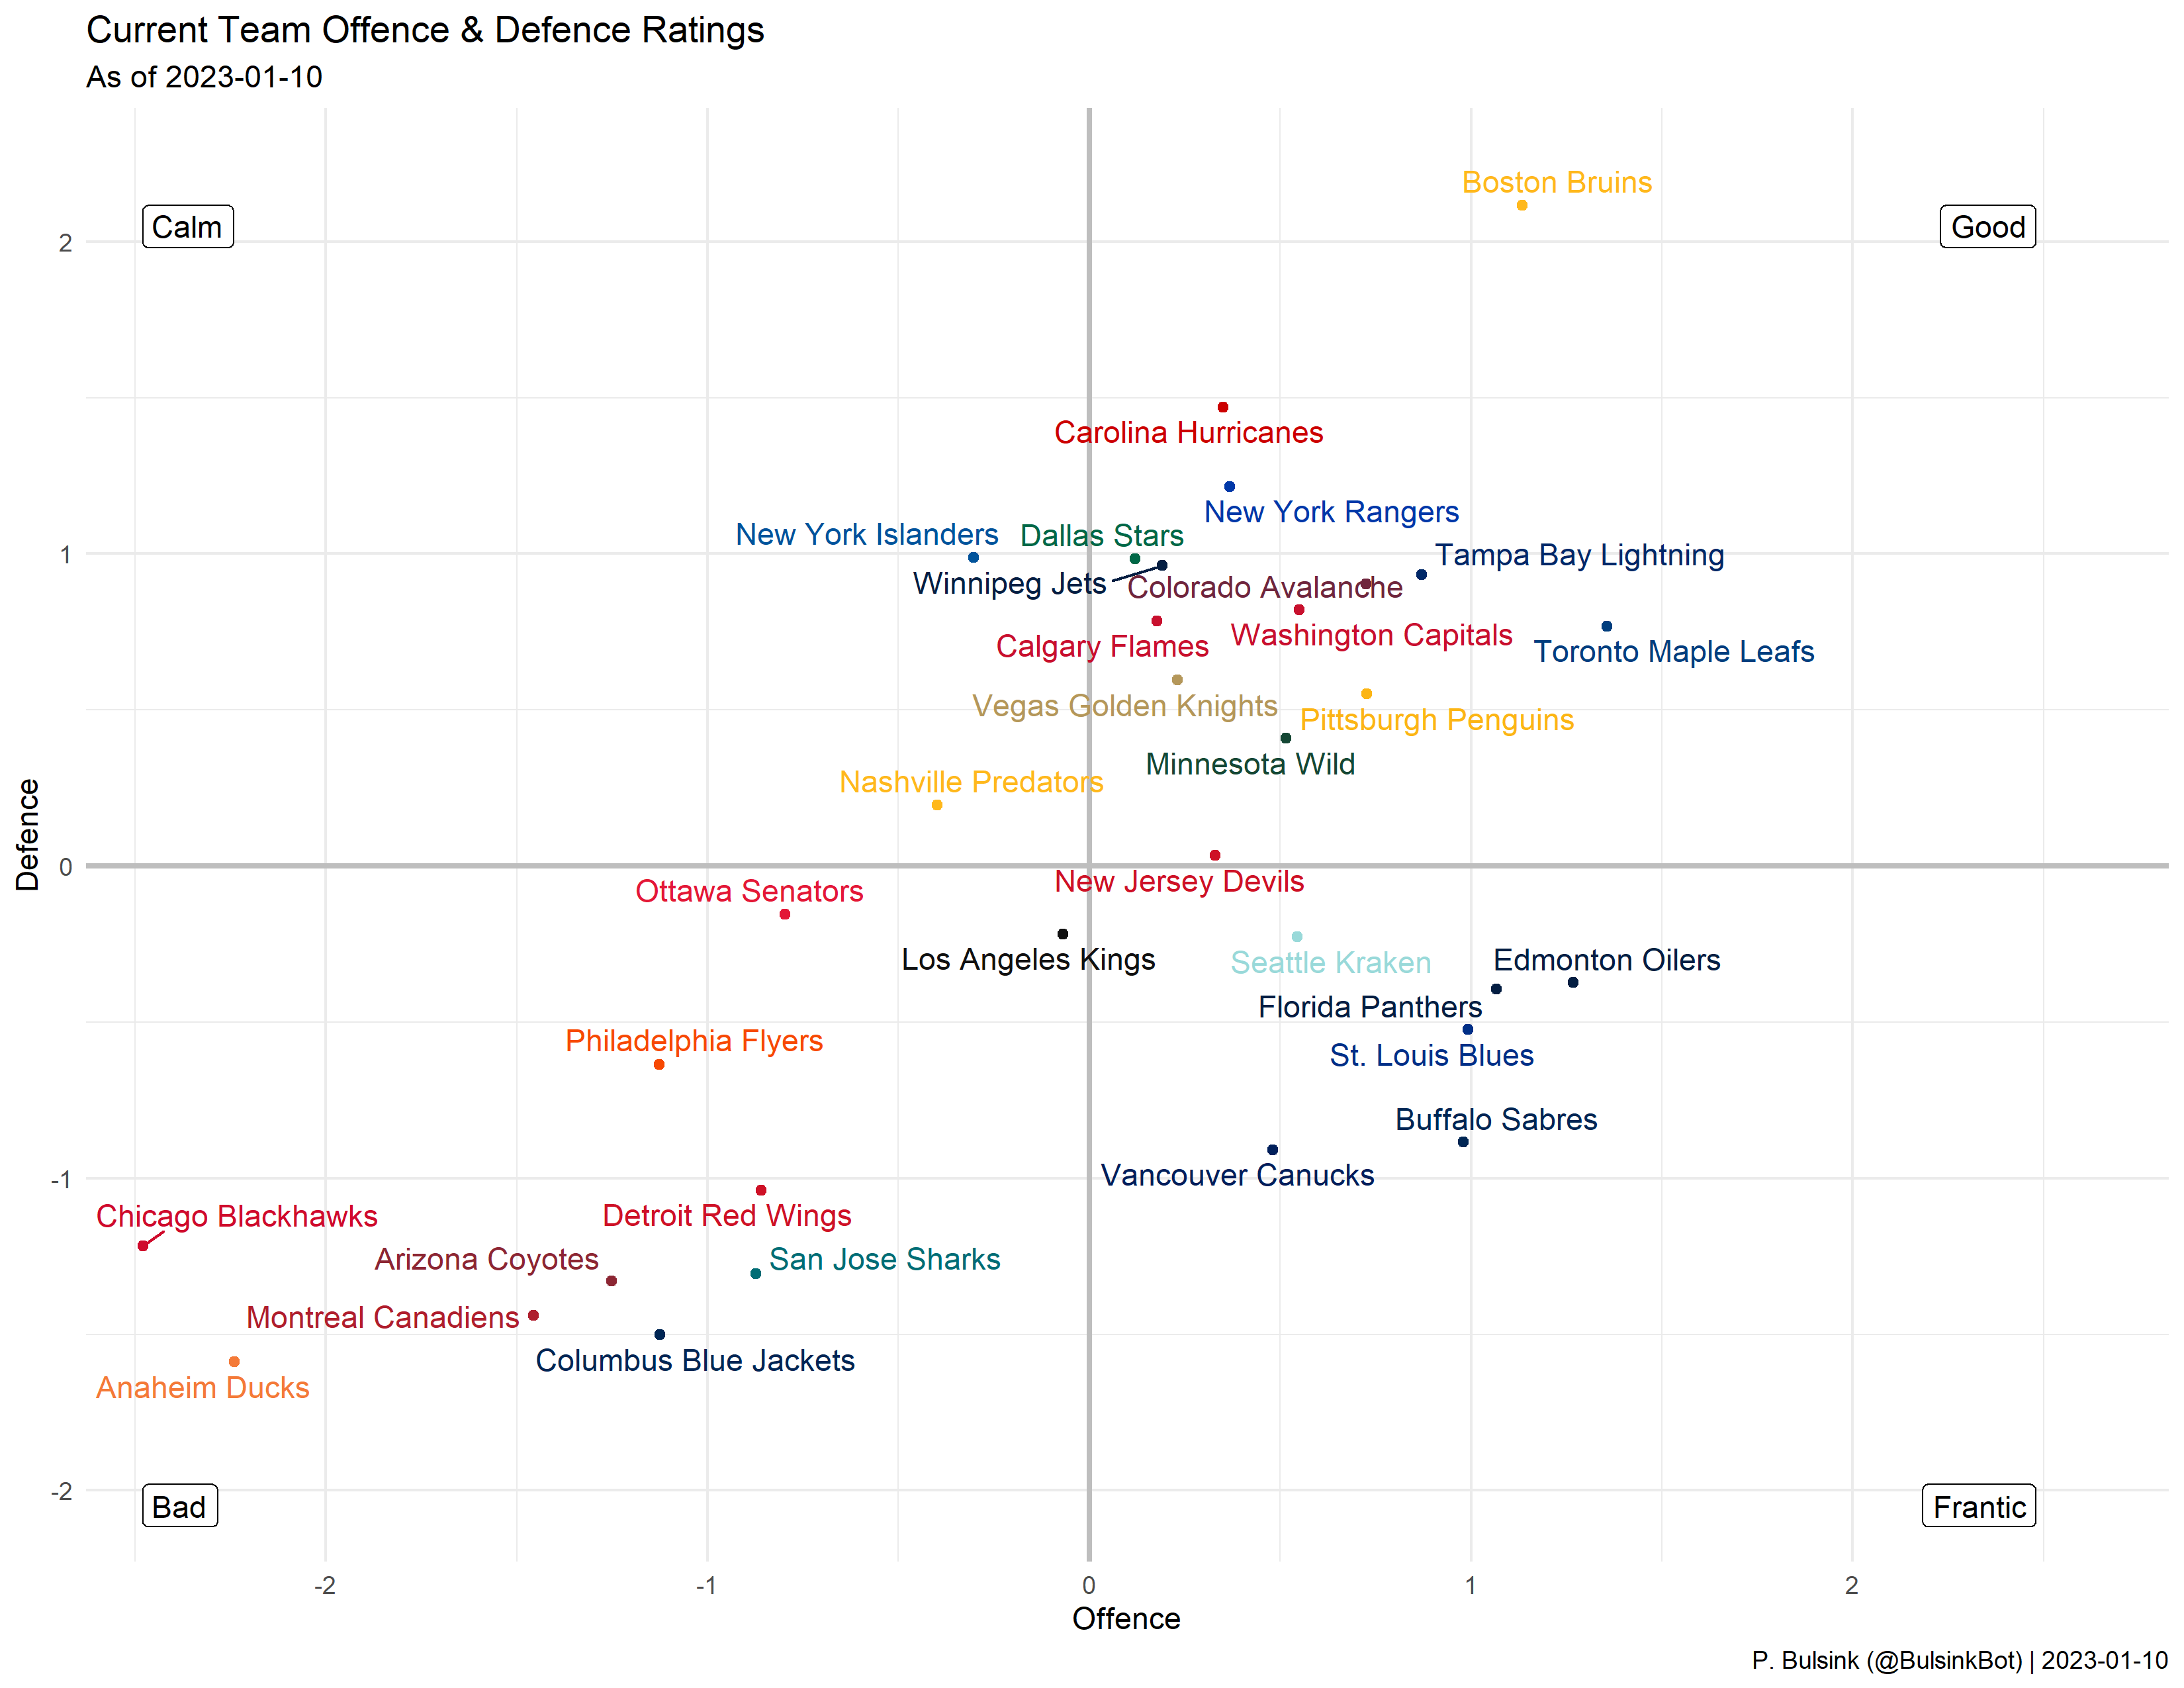 Current Team Offence & Defence Ratings
As of 2023-01-10
Boston Bruins
Calm
Good
2
Carolina Hurricanes
New York Rangers
New York Islanders
Dallas Stars
1
Tampa Bay Lightning
Winnipeg Jets
Colorado Avalanche
Washington Capitals
Calgary Flames
Toronto Maple Leafs
Vegas Golden Knights
Pittsburgh Penguins
Minnesota Wild
Nashville Predators
Defence
0
New Jersey Devils
Ottawa Senators
Los Angeles Kings
Seattle Kraken
Edmonton Oilers
Florida Panthers
Philadelphia Flyers
St. Louis Blues
Buffalo Sabres
Vancouver Canucks
-1
Chicago Blackhawks
Detroit Red Wings
Arizona Coyotes
San Jose Sharks
Montreal Canadiens
Columbus Blue Jackets
Anaheim Ducks
-2
Bad
Frantic
-2
-1
0
1
2
Offence
P. Bulsink (@BulsinkBot) | 2023-01-10